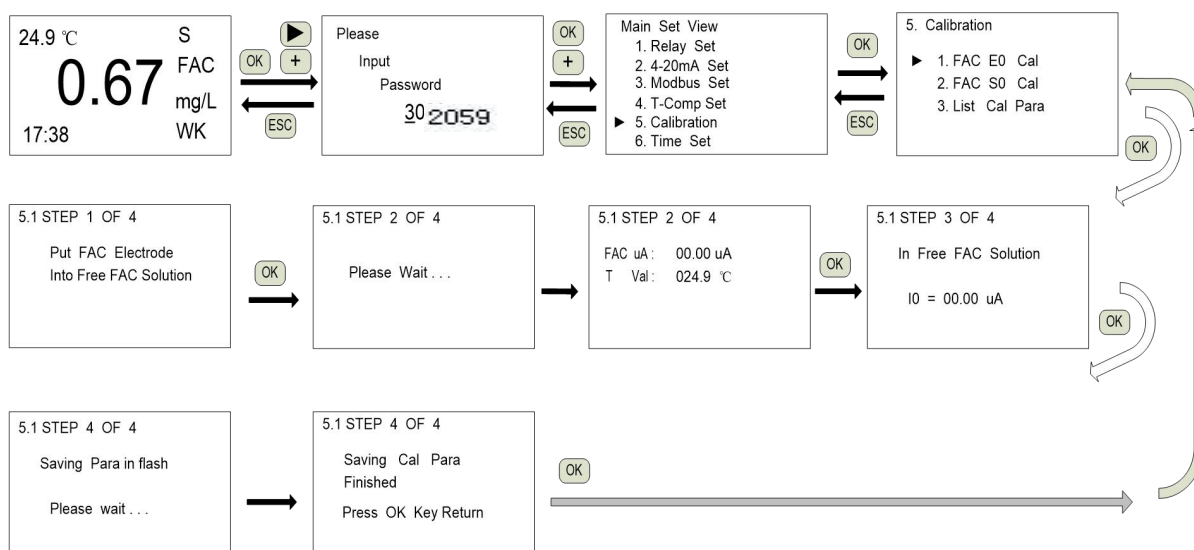 24.9 ℃
S
0.67
FAC
mg/L
17:38
WK
OK
+
ESC
Please
Input
Password
30 2059
OK
+
ESC
Main Set View
1. Relay Set
2. 4-20mA Set
3. Modbus Set
4. T-Comp Set
5. Calibration
6. Time Set
OK
ESC
5. Calibration
1. FAC E0 Cal
2. FAC S0 Cal
3. List Cal Para
OK
5.1 STEP 1 OF 4
Put FAC Electrode
Into Free FAC Solution
OK
5.1 STEP 2 OF 4
Please Wait . . .
5.1 STEP 2 OF 4
FAC uA : 00.00 uA
T Val : 024.9 ℃
OK
5.1 STEP 3 OF 4
In Free FAC Solution
I0 = 00.00 uA
OK
5.1 STEP 4 OF 4
Saving Para in flash
Please wait . . .
5.1 STEP 4 OF 4
Saving Cal Para
Finished
Press OK Key Return
OK